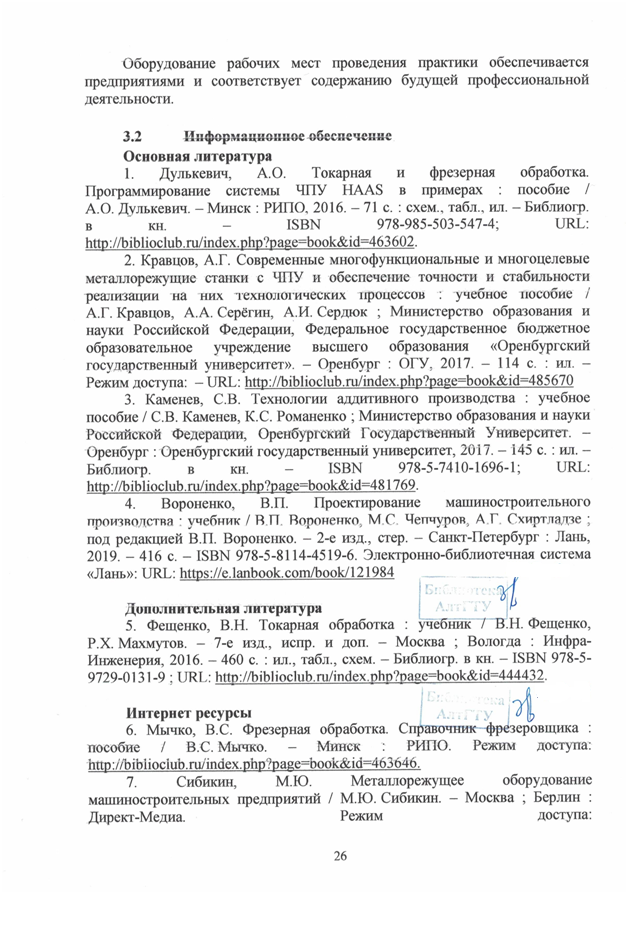 Оборудование рабочих мест проведения практики обеспечивается
предприятиями и соответствует содержанию будущей профессиональной
деятельности.
3.2 Информационное обеспечение
Основная литература
1. Дулькевич, А.О. Токарная и фрезерная обработка.
Программирование системы ЧПУ HAAS в примерах : пособие /
А.О. Дулькевич. – Минск : РИПО, 2016. – 71 с. : схем., табл., ил. – Библиогр.
в кн. – ISBN 978-985-503-547-4; URL:
http://biblioclub.ru/index.php?page=book&id=463602.
2. Кравцов, А.Г. Современные многофункциональные и многоцелевые
металлорежущие станки с ЧПУ и обеспечение точности и стабильности
реализации на них технологических процессов : учебное пособие /
А.Г. Кравцов, А.А. Серёгин, А.И. Сердюк ; Министерство образования и
науки Российской Федерации, Федеральное государственное бюджетное
образовательное учреждение высшего образования «Оренбургский
государственный университет». – Оренбург : ОГУ, 2017. – 114 с. : ил. –
Режим доступа: – URL: http://biblioclub.ru/index.php?page=book&id=485670
3. Каменев, С.В. Технологии аддитивного производства : учебное
пособие / С.В. Каменев, К.С. Романенко ; Министерство образования и науки
Российской Федерации, Оренбургский Государственный Университет. –
Оренбург : Оренбургский государственный университет, 2017. – 145 с. : ил. –
Библиогр. в кн. – ISBN 978-5-7410-1696-1; URL:
http://biblioclub.ru/index.php?page=book&id=481769.
4. Вороненко, В.П. Проектирование машиностроительного
производства : учебник / В.П. Вороненко, М.С. Чепчуров, А.Г. Схиртладзе ;
под редакцией В.П. Вороненко. – 2-е изд., стер. – Санкт-Петербург : Лань,
2019. – 416 с. – ISBN 978-5-8114-4519-6. Электронно-библиотечная система
«Лань»: URL: https://e.lanbook.com/book/121984
Библиотека
АлтГТУ
Дополнительная литература
5. Фещенко, В.Н. Токарная обработка : учебник / В.Н. Фещенко,
Р.Х. Махмутов. – 7-е изд., испр. и доп. – Москва ; Вологда : Инфра-
Инженерия, 2016. – 460 с. : ил., табл., схем. – Библиогр. в кн. – ISBN 978-5-
9729-0131-9 ; URL: http://biblioclub.ru/index.php?page=book&id=444432.
Библиотека
АлтГТУ
Интернет ресурсы
6. Мычко, В.С. Фрезерная обработка. Справочник фрезеровщика :
пособие / В.С. Мычко. – Минск : РИПО. Режим доступа:
http://biblioclub.ru/index.php?page=book&id=463646.
7. Сибикин, М.Ю. Металлорежущее оборудование
машиностроительных предприятий / М.Ю. Сибикин. – Москва ; Берлин :
Директ-Медиа. Режим доступа:
26